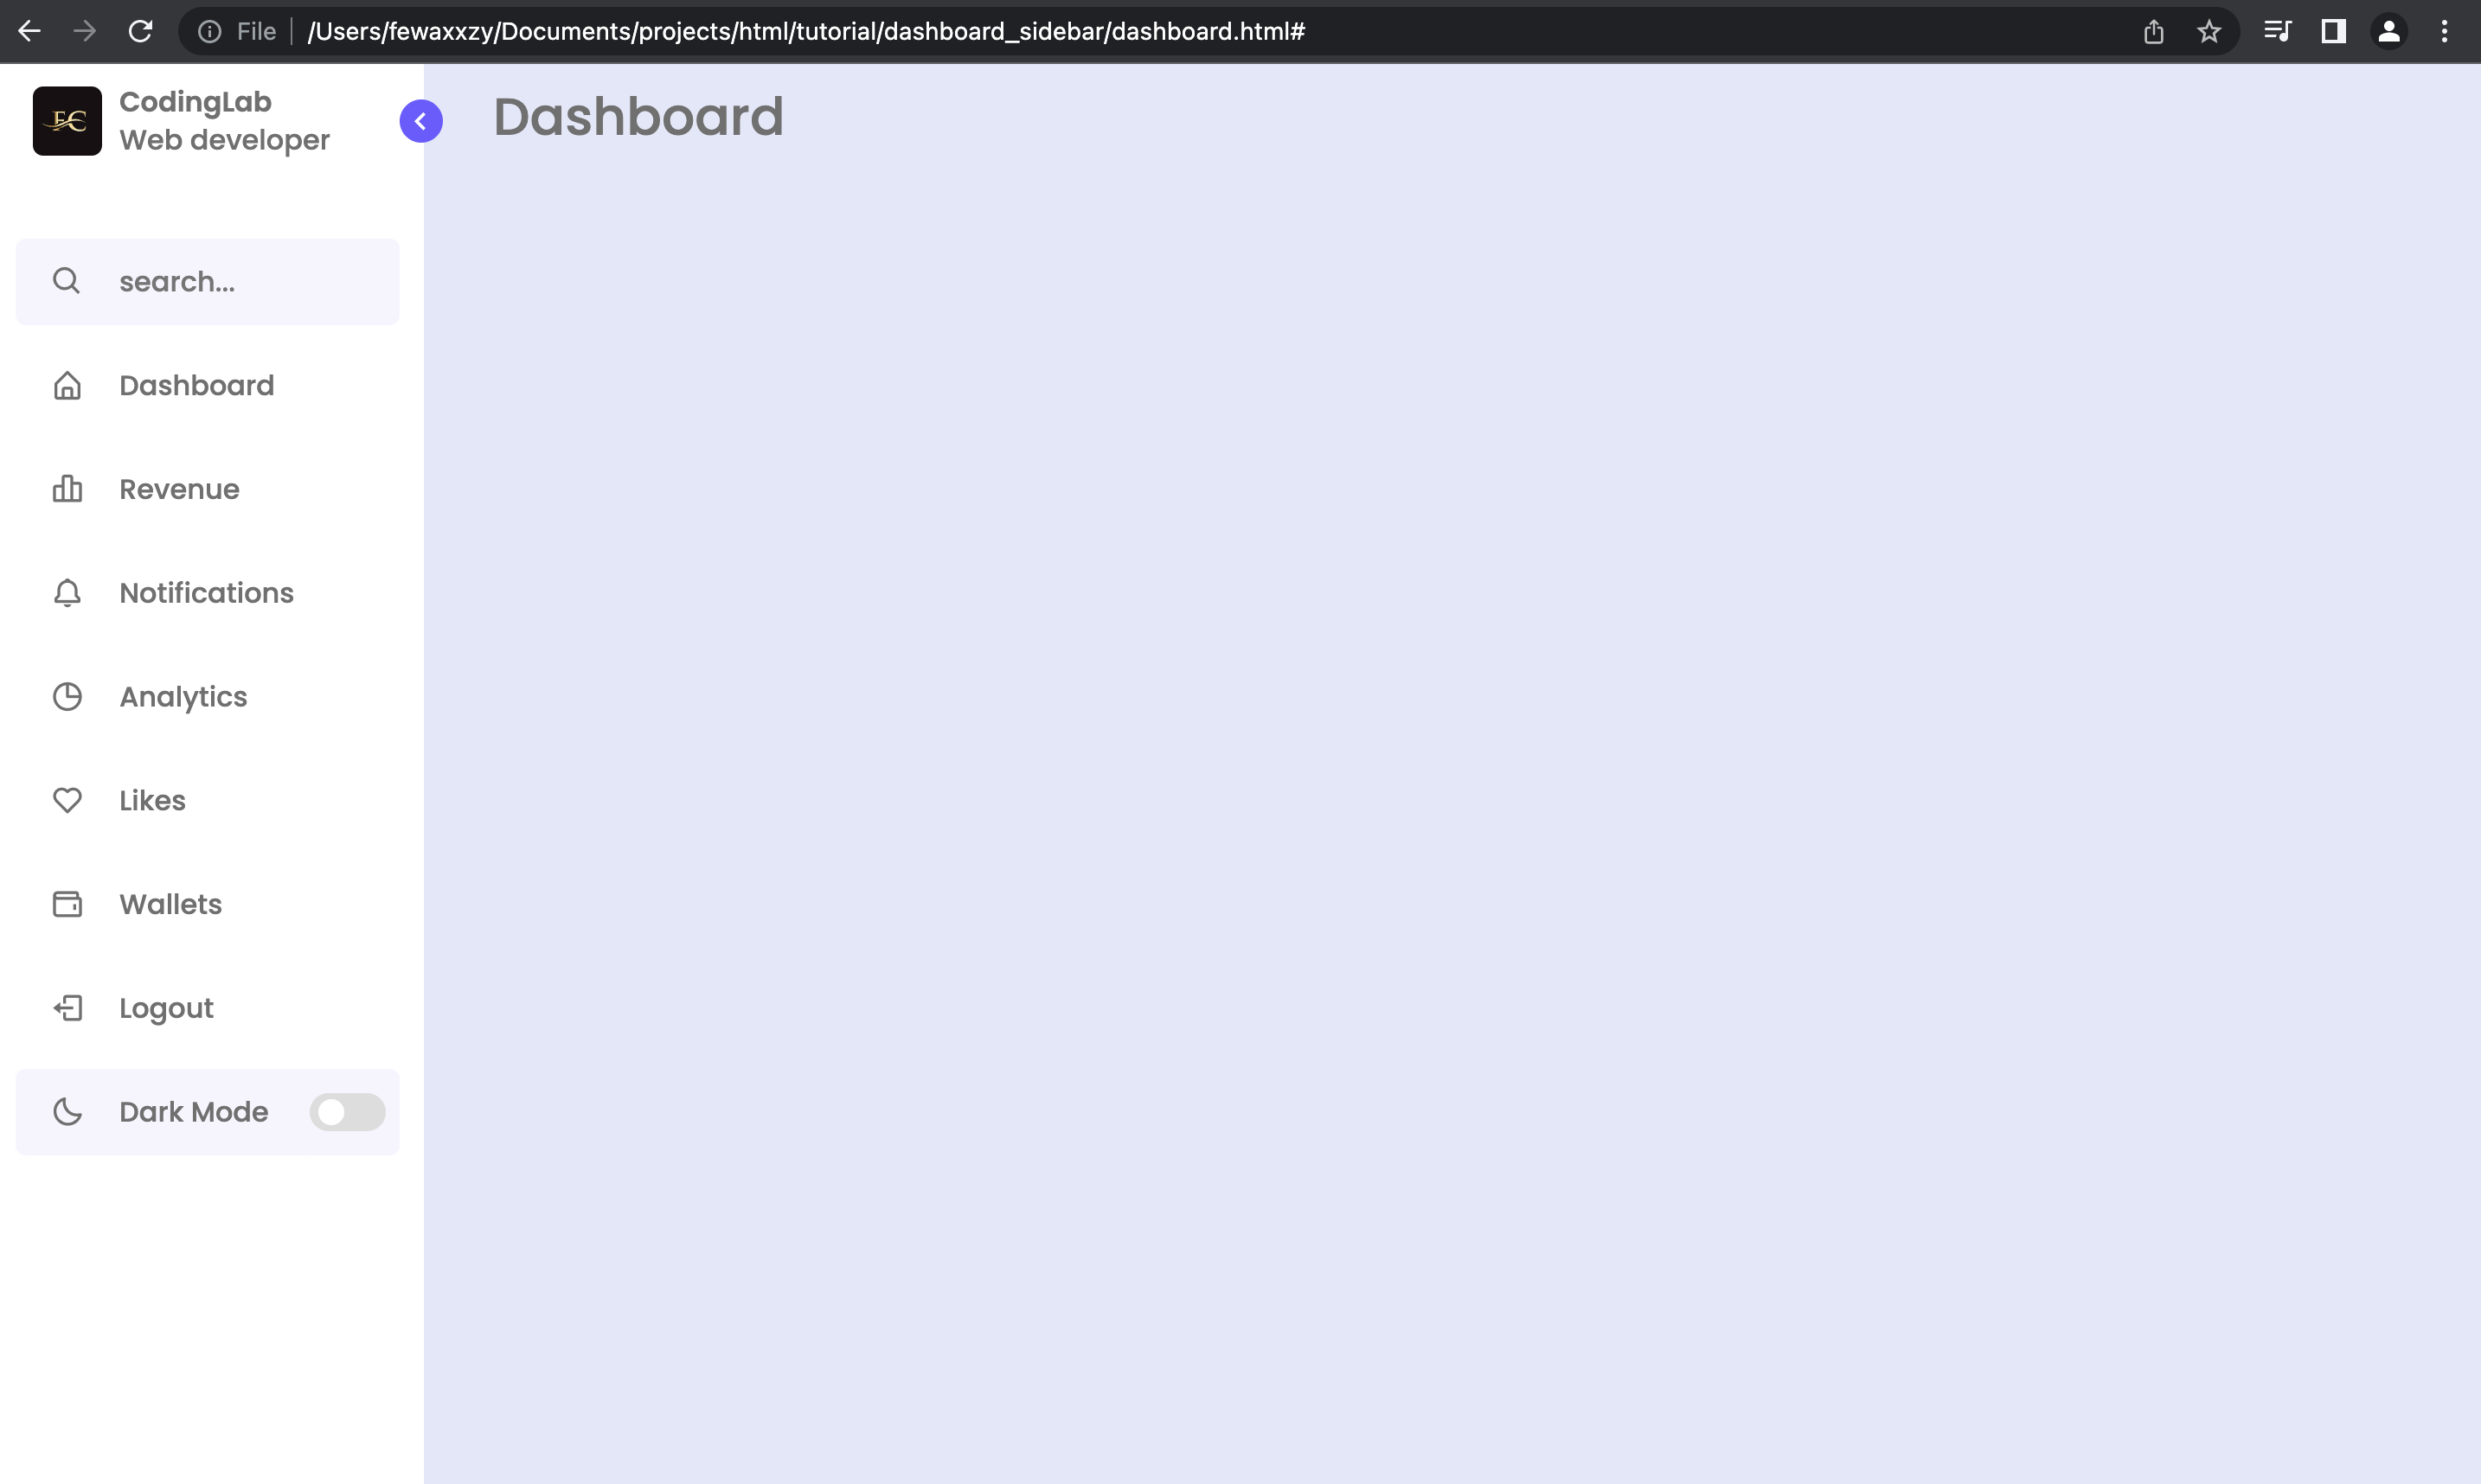 File
/Users/fewaxxzy/Documents/projects/html/tutorial/dashboard_sidebar/dashboard.html#
FC
CodingLab
Web developer
Dashboard
search...
Dashboard
Revenue
Notifications
Analytics
Likes
Wallets
Logout
Dark Mode